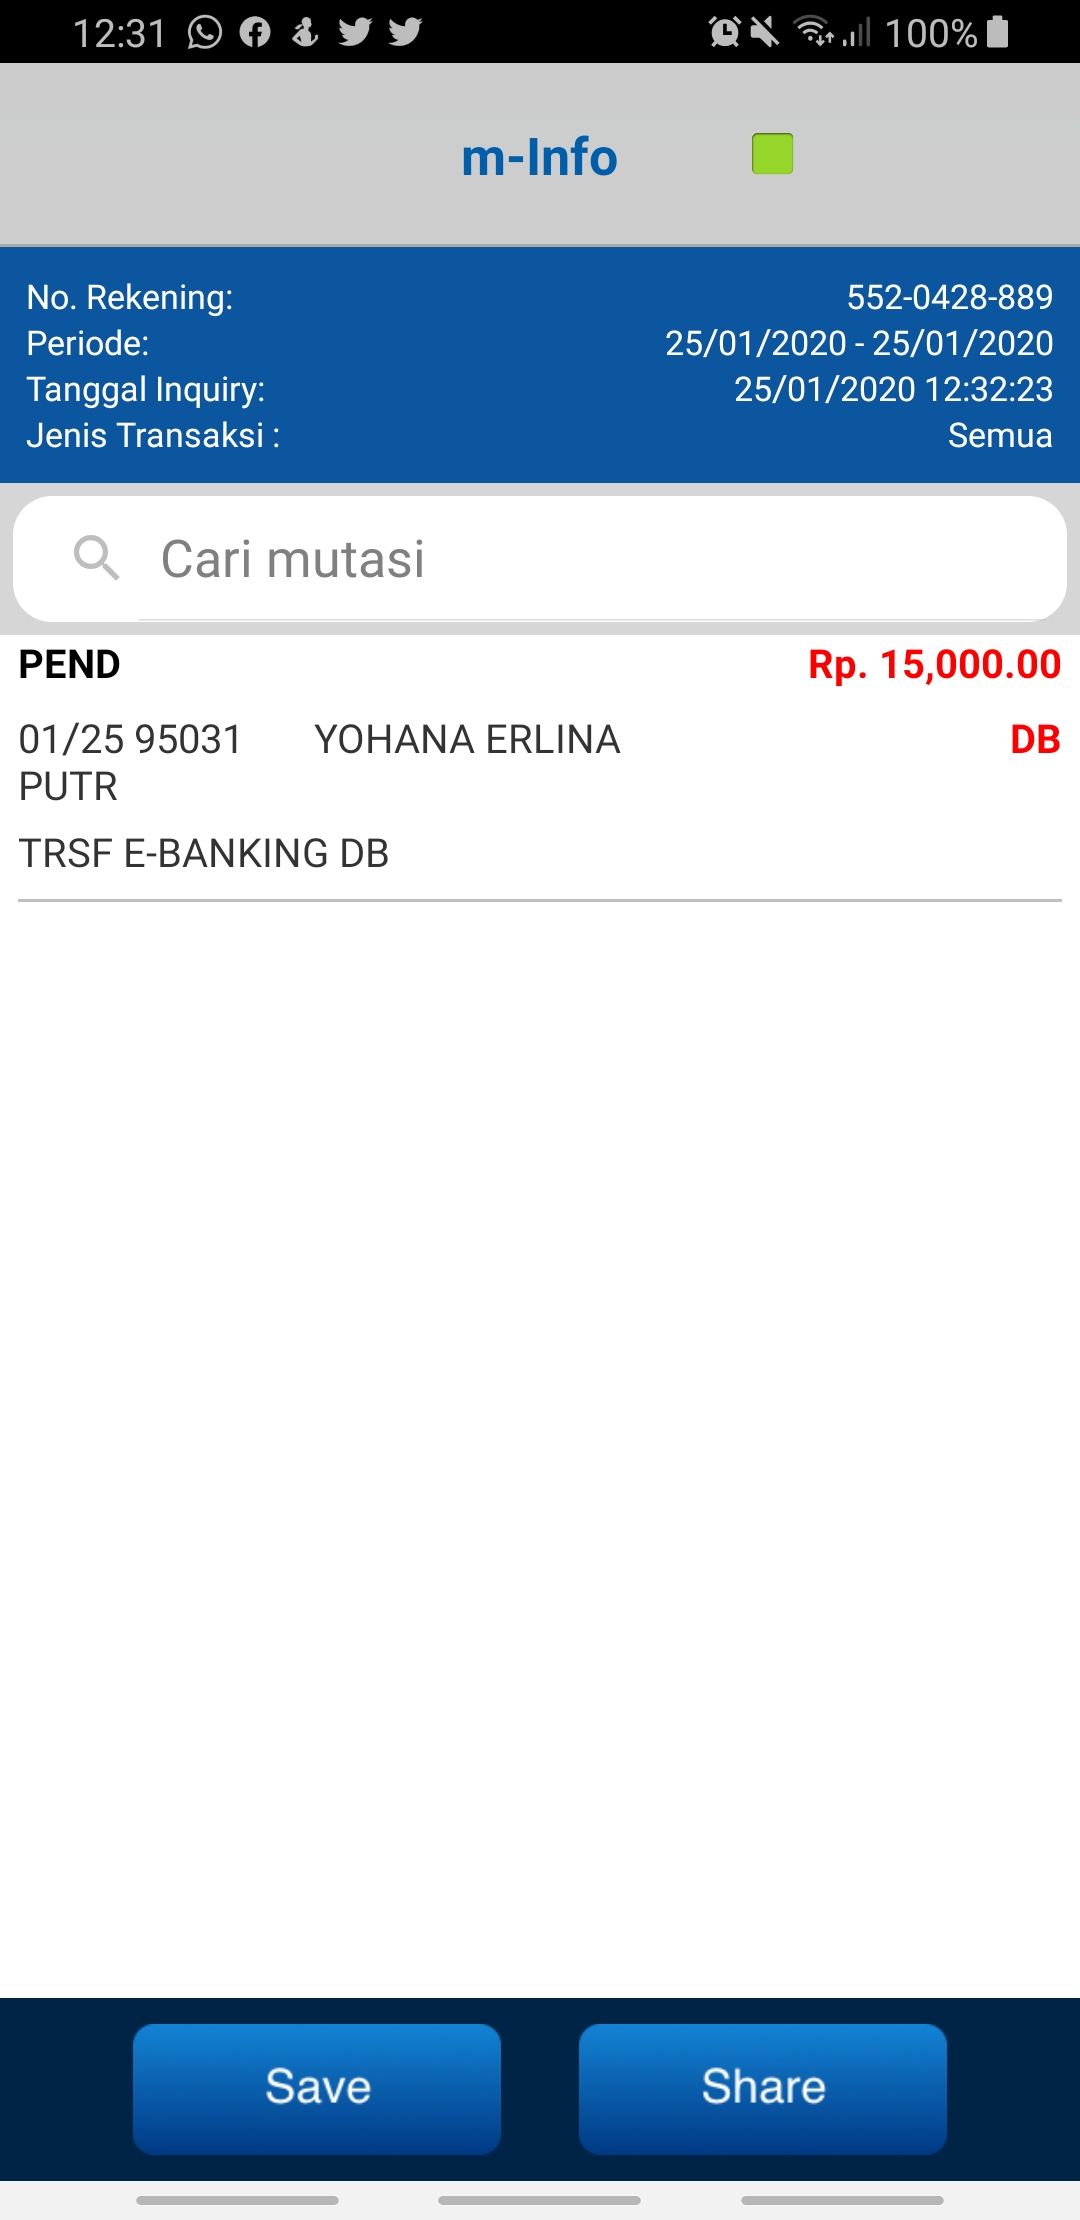 12:31 100%
m-Info
No. Rekening: 552-0428-889
Periode: 25/01/2020 - 25/01/2020
Tanggal Inquiry: 25/01/2020 12:32:23
Jenis Transaksi : Semua
Cari mutasi
PEND Rp. 15,000.00
01/25 95031 YOHANA ERLINA DB
PUTR
TRSF E-BANKING DB
Save Share